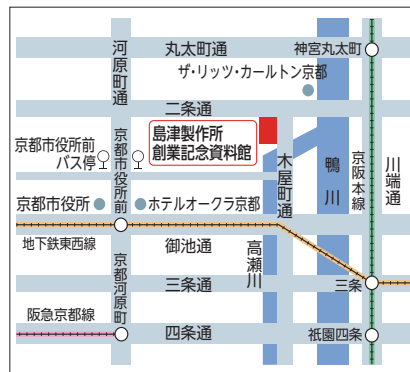 河原町通
丸太町通
神宮丸太町
ザ・リッツ・カールトン京都
二条通
島津製作所
創業記念資料館
京都市役所前
バス停
京都市役所前
木屋町通
鴨川
京阪本線
川端通
京都市役所
ホテルオークラ京都
地下鉄東西線
御池通
高瀬川
京都河原町
三条通
三条
阪急京都線
四条通
祇園四条